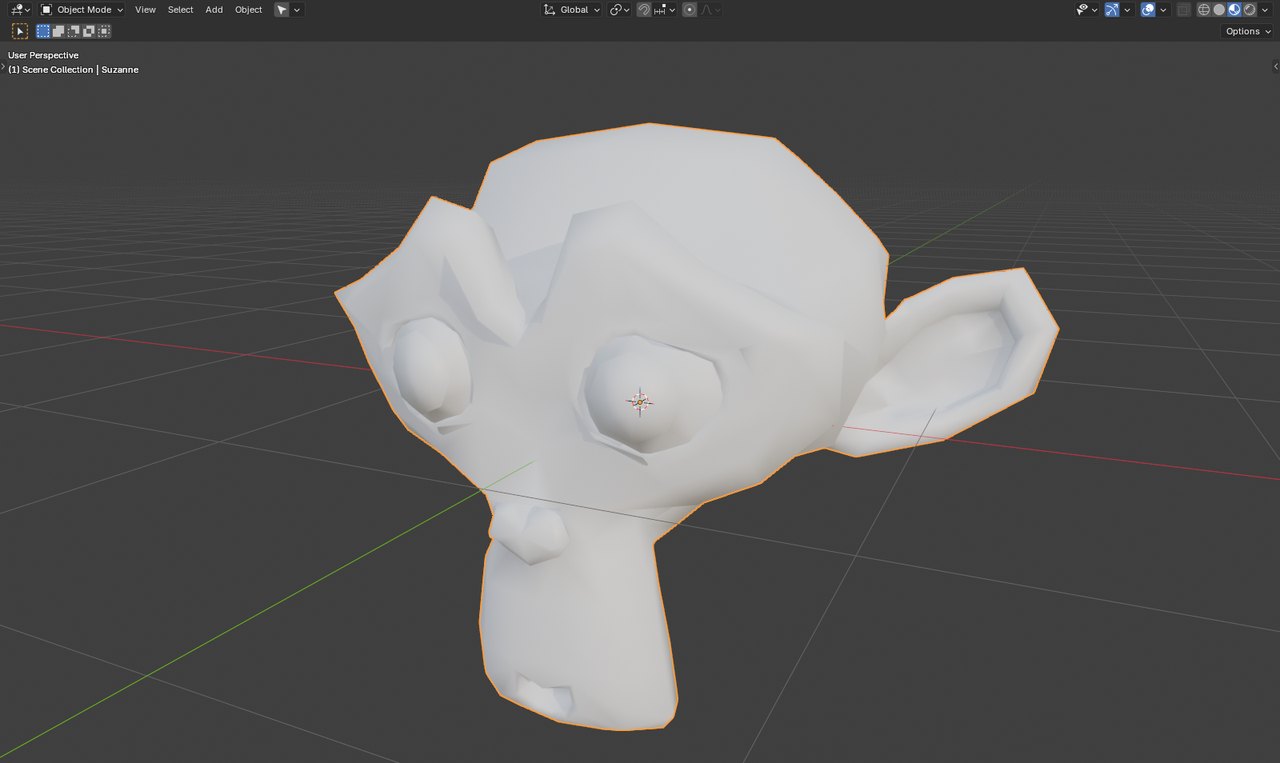 Object Mode View Select Add Object Global
Options
User Perspective
(1) Scene Collection | Suzanne